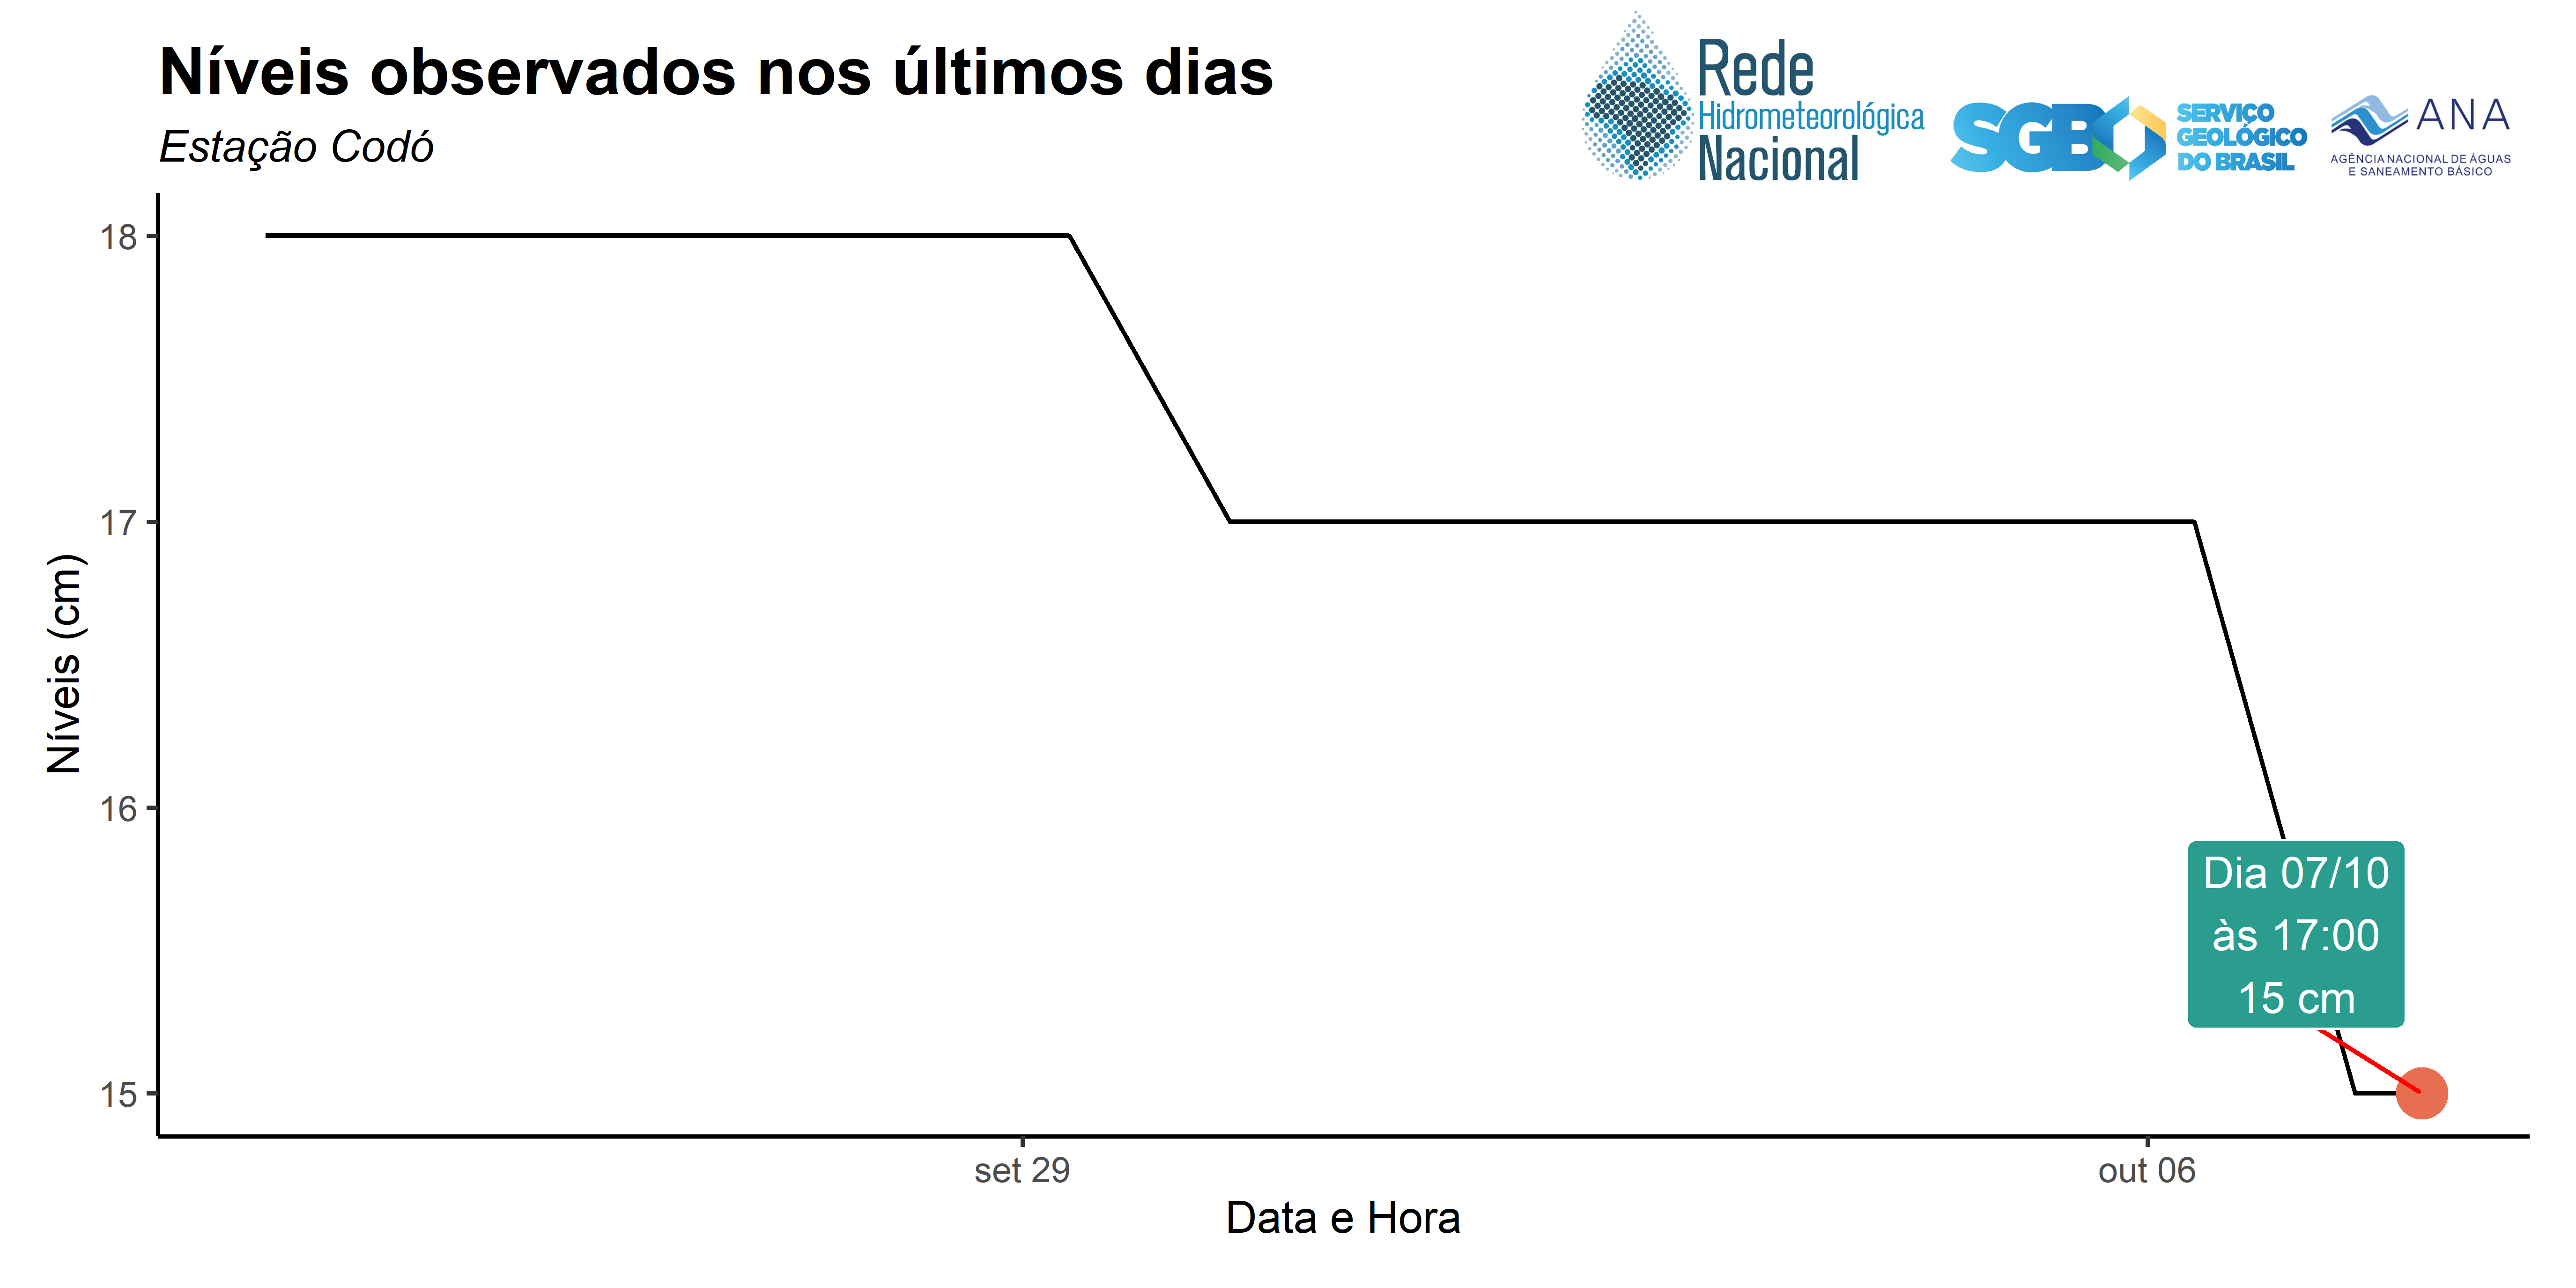 Níveis observados nos últimos dias
Estação Codó
Rede
Hidrometeorológica
Nacional
SGB
SERVIÇO
GEOLÓGICO
DO BRASIL
ANA
AGÊNCIA NACIONAL DE ÁGUAS
E SANEAMENTO BÁSICO
Níveis (cm)
18
17
16
15
Dia 07/10
às 17:00
15 cm
set 29
out 06
Data e Hora